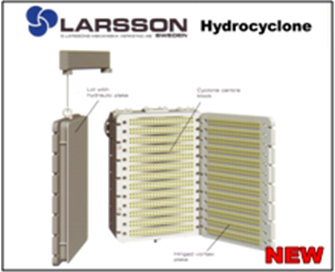 LARSSON Hydrocyclone
SWEDEN
Lid with
hydraulic plate
Cyclone centre
block
Hinged vortex
plate
NEW